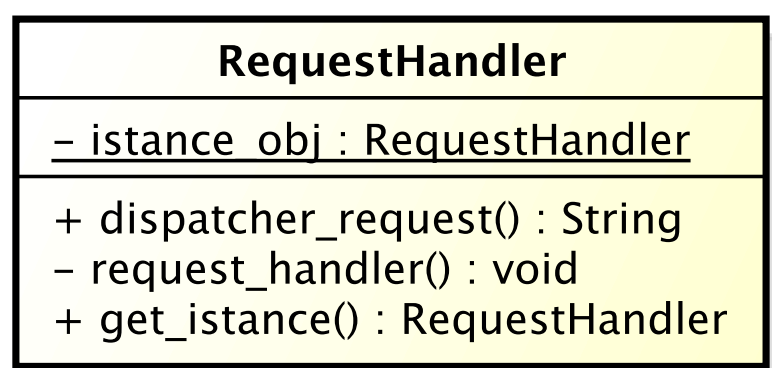 RequestHandler
- istance_obj : RequestHandler
+ dispatcher_request() : String
- request_handler() : void
+ get_istance() : RequestHandler